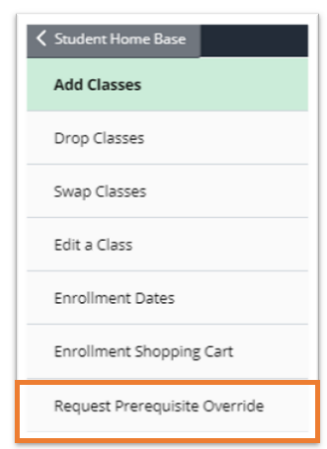 Student Home Base
Add Classes
Drop Classes
Swap Classes
Edit a Class
Enrollment Dates
Enrollment Shopping Cart
Request Prerequisite Override